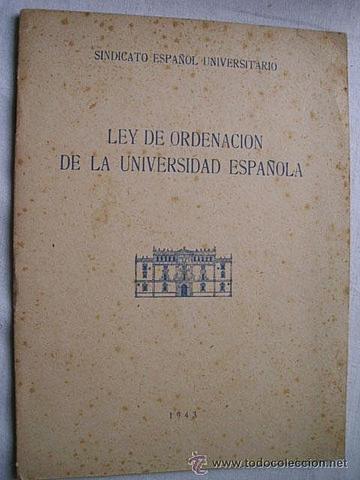 SINDICATO ESPAÑOL UNIVERSITARIO
LEY DE ORDENACION
DE LA UNIVERSIDAD ESPAÑOLA
1943
www.todocoleccion.net